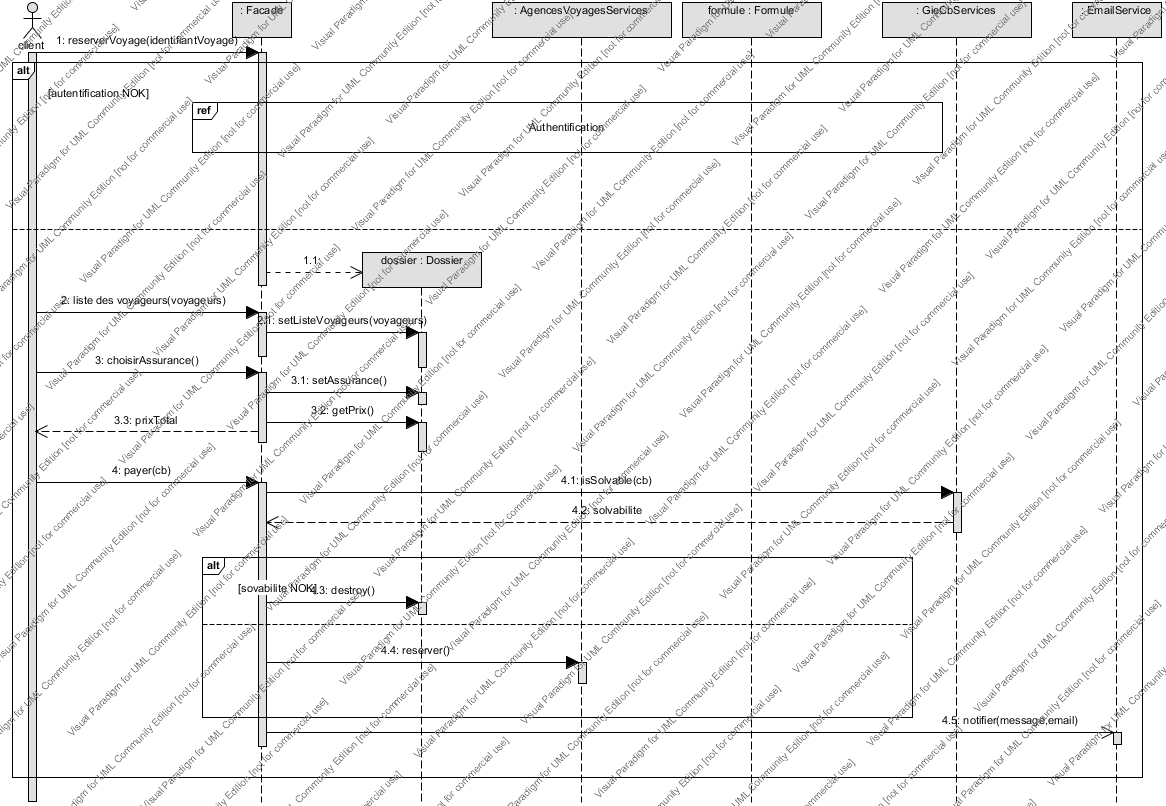 : Facade
: AgencesVoyagesServices
formule : Formule
: GieCbServices
: EmailService
client
1: reserverVoyage(identifiantVoyage)
alt
[autentification NOK]
ref
Authentification
1.1:
dossier : Dossier
2: liste des voyageurs(voyageurs)
2.1: setListeVoyageurs(voyageurs)
3: choisirAssurance()
3.1: setAssurance()
3.2: getPrix()
3.3: prixTotal
4: payer(cb)
4.1: isSolvable(cb)
4.2: solvabilite
alt
[sovabilite NOK]
4.3: destroy()
4.4: reserver()
4.5: notifier(message,email)
Visual Paradigm for UML Community Edition [not for commercial use]